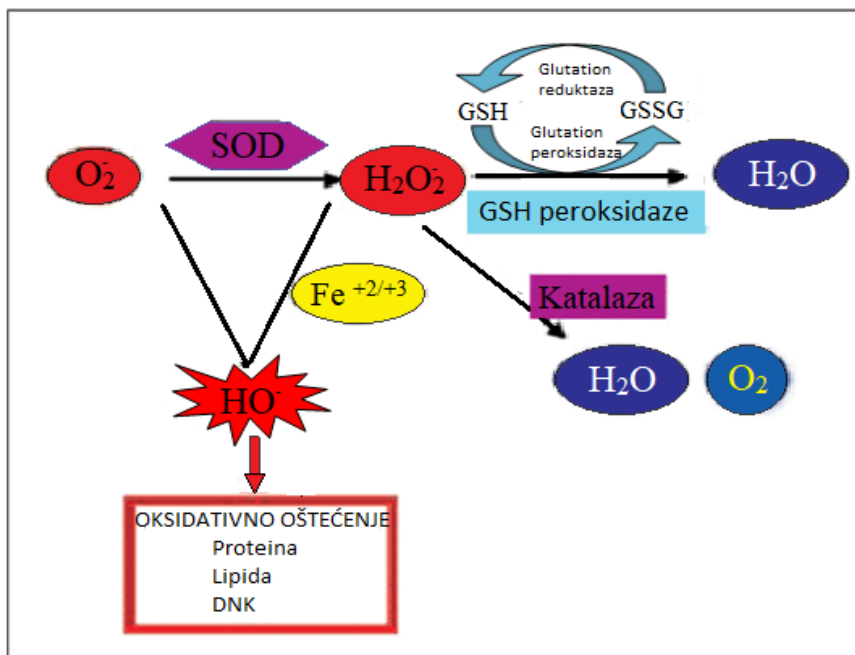 Glutation
reduktaza
GSH
GSSG
Glutation
peroksidaza
SOD
O₂⁻
H₂O₂⁻
H₂O
GSH peroksidaze
Fe +2/+3
Katalaza
H₂O
O₂
HO⁻
OKSIDATIVNO OŠTEĆENJE
Proteina
Lipida
DNK